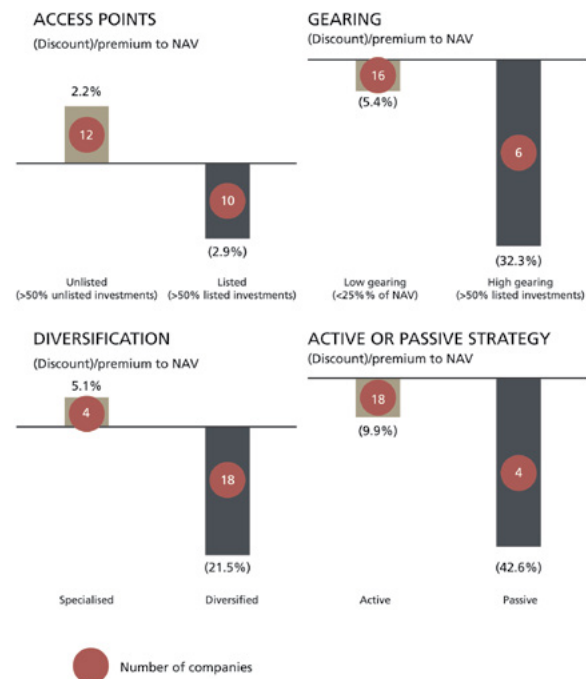 ACCESS POINTS
(Discount)/premium to NAV
2.2%
12
10
(2.9%)
Unlisted
(>50% unlisted investments)
Listed
(>50% listed investments)
GEARING
(Discount)/premium to NAV
16
(5.4%)
6
(32.3%)
Low gearing
(<25%% of NAV)
High gearing
(>50% listed investments)
DIVERSIFICATION
(Discount)/premium to NAV
5.1%
4
18
(21.5%)
Specialised
Diversified
ACTIVE OR PASSIVE STRATEGY
(Discount)/premium to NAV
18
(9.9%)
4
(42.6%)
Active
Passive
Number of companies